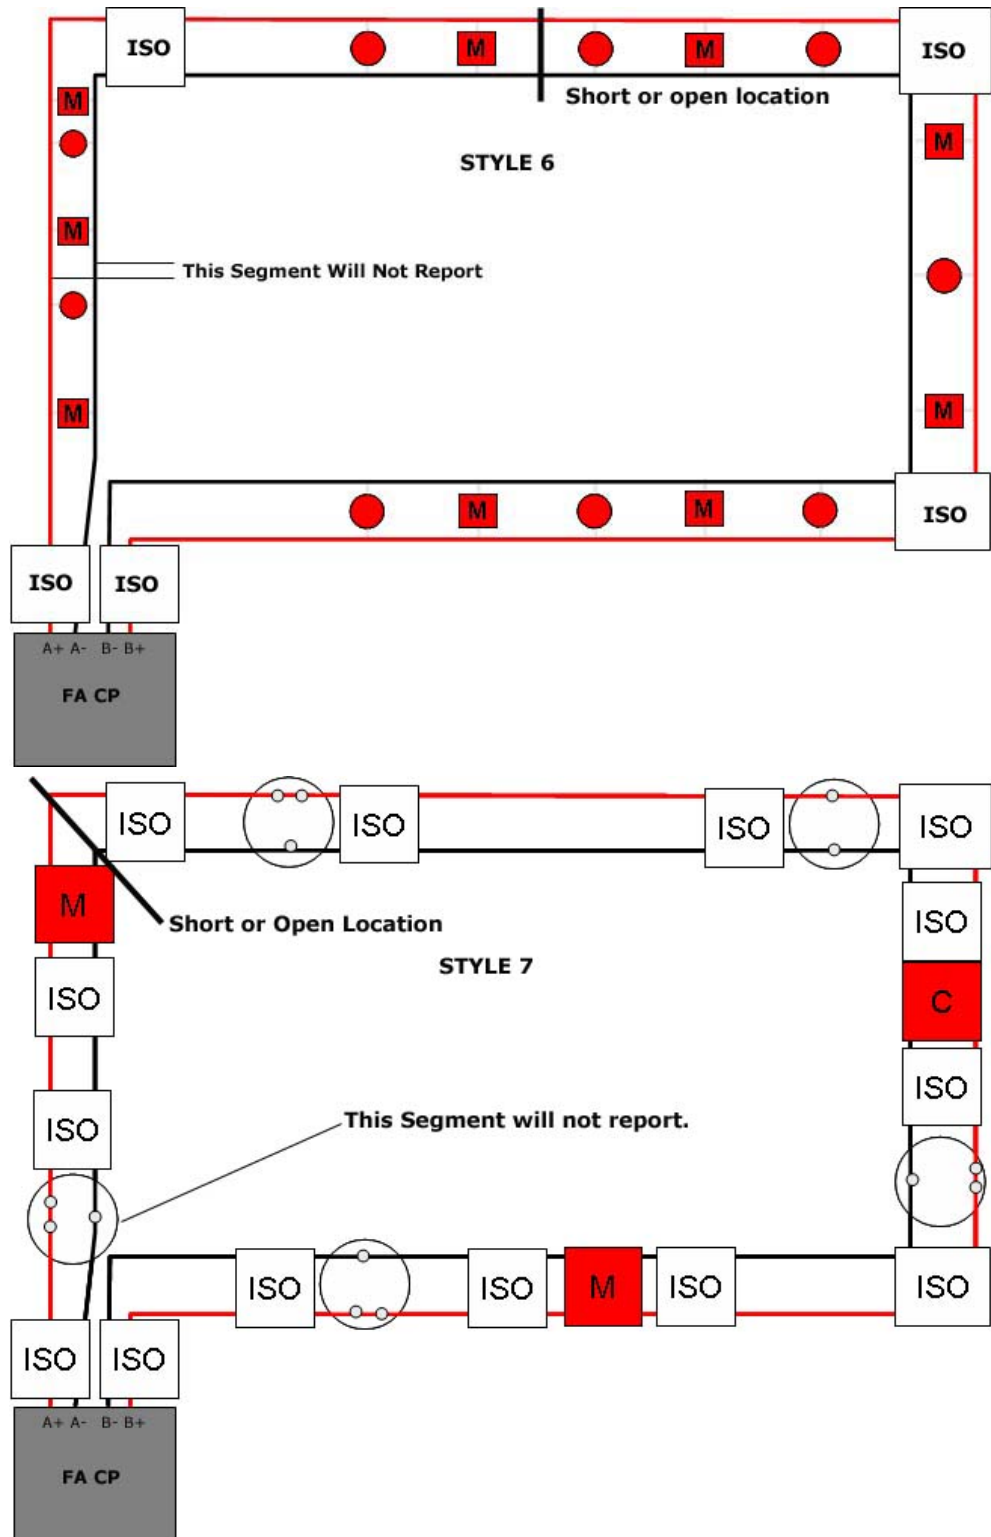 ISO
M
M
ISO
M
Short or open location
M
M
STYLE 6
M
This Segment Will Not Report
M
M
M
M
ISO
ISO
ISO
A+ A- B- B+
FA CP
ISO
ISO
ISO
ISO
M
Short or Open Location
ISO
STYLE 7
ISO
C
ISO
ISO
This Segment will not report.
ISO
ISO
M
ISO
ISO
ISO
ISO
ISO
A+ A- B- B+
FA CP